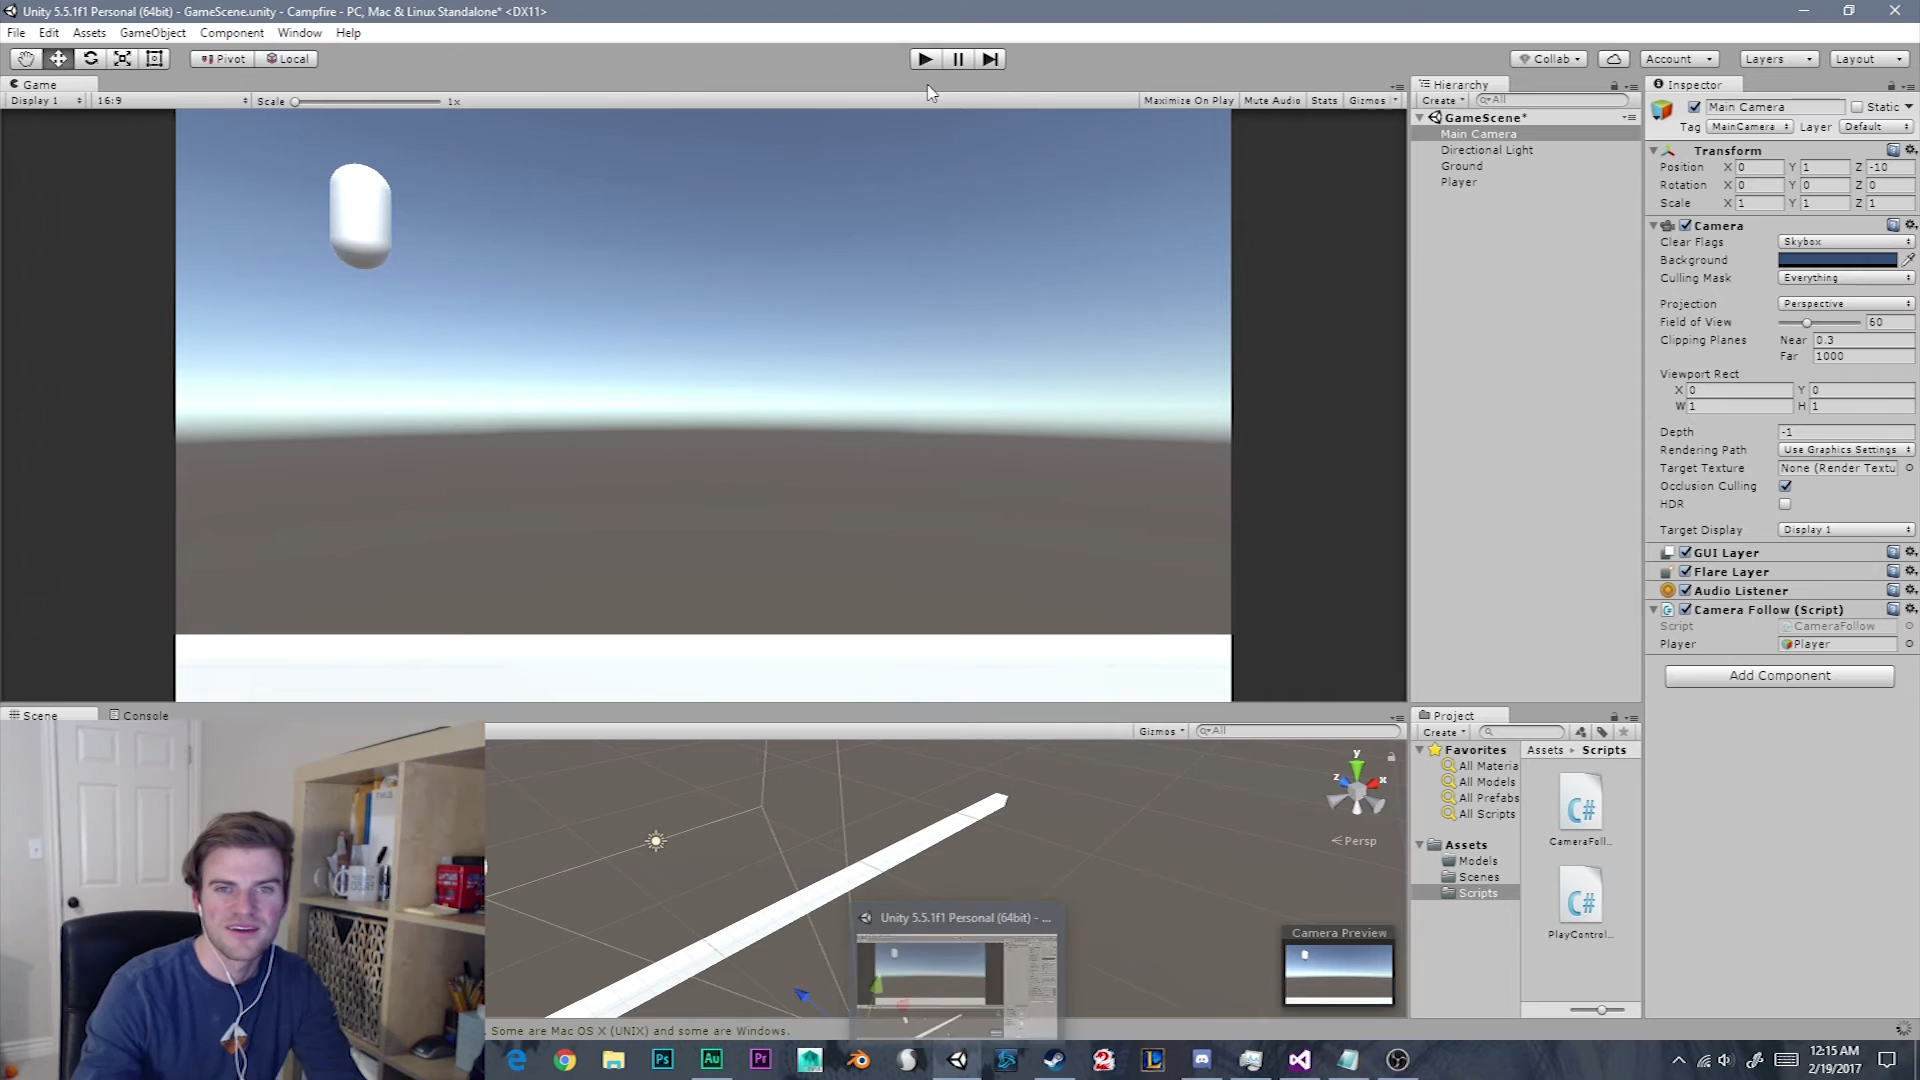 Unity 5.5.1f1 Personal (64bit) - GameScene.unity - Campfire - PC, Mac & Linux Standalone* <DX11>
File Edit Assets GameObject Component Window Help
Pivot Local Collab Account Layers Layout
Game
Display 1 16:9 Scale 1x Maximize On Play Mute Audio Stats Gizmos
Hierarchy
Create All
GameScene*
Main Camera
Directional Light
Ground
Player
Inspector
Main Camera Static
Tag MainCamera Layer Default
Transform
Position X 0 Y 1 Z -10
Rotation X 0 Y 0 Z 0
Scale X 1 Y 1 Z 1
Camera
Clear Flags Skybox
Background
Culling Mask Everything
Projection Perspective
Field of View 60
Clipping Planes Near 0.3
Far 1000
Viewport Rect
X 0 Y 0
W 1 H 1
Depth -1
Rendering Path Use Graphics Settings
Target Texture None (Render Textu
Occlusion Culling
HDR
Target Display Display 1
GUI Layer
Flare Layer
Audio Listener
Camera Follow (Script)
Script CameraFollow
Player Player
Add Component
Scene Console
Gizmos All
y
z x
Persp
Unity 5.5.1f1 Personal (64bit) - ...
Camera Preview
Some are Mac OS X (UNIX) and some are Windows.
Project
Create
Favorites
All Materia
All Models
All Prefabs
All Scripts
Assets
Models
Scenes
Scripts
Assets Scripts
C#
CameraFoll...
C#
PlayControl...
Ps Au Pr L
12:15 AM
2/19/2017